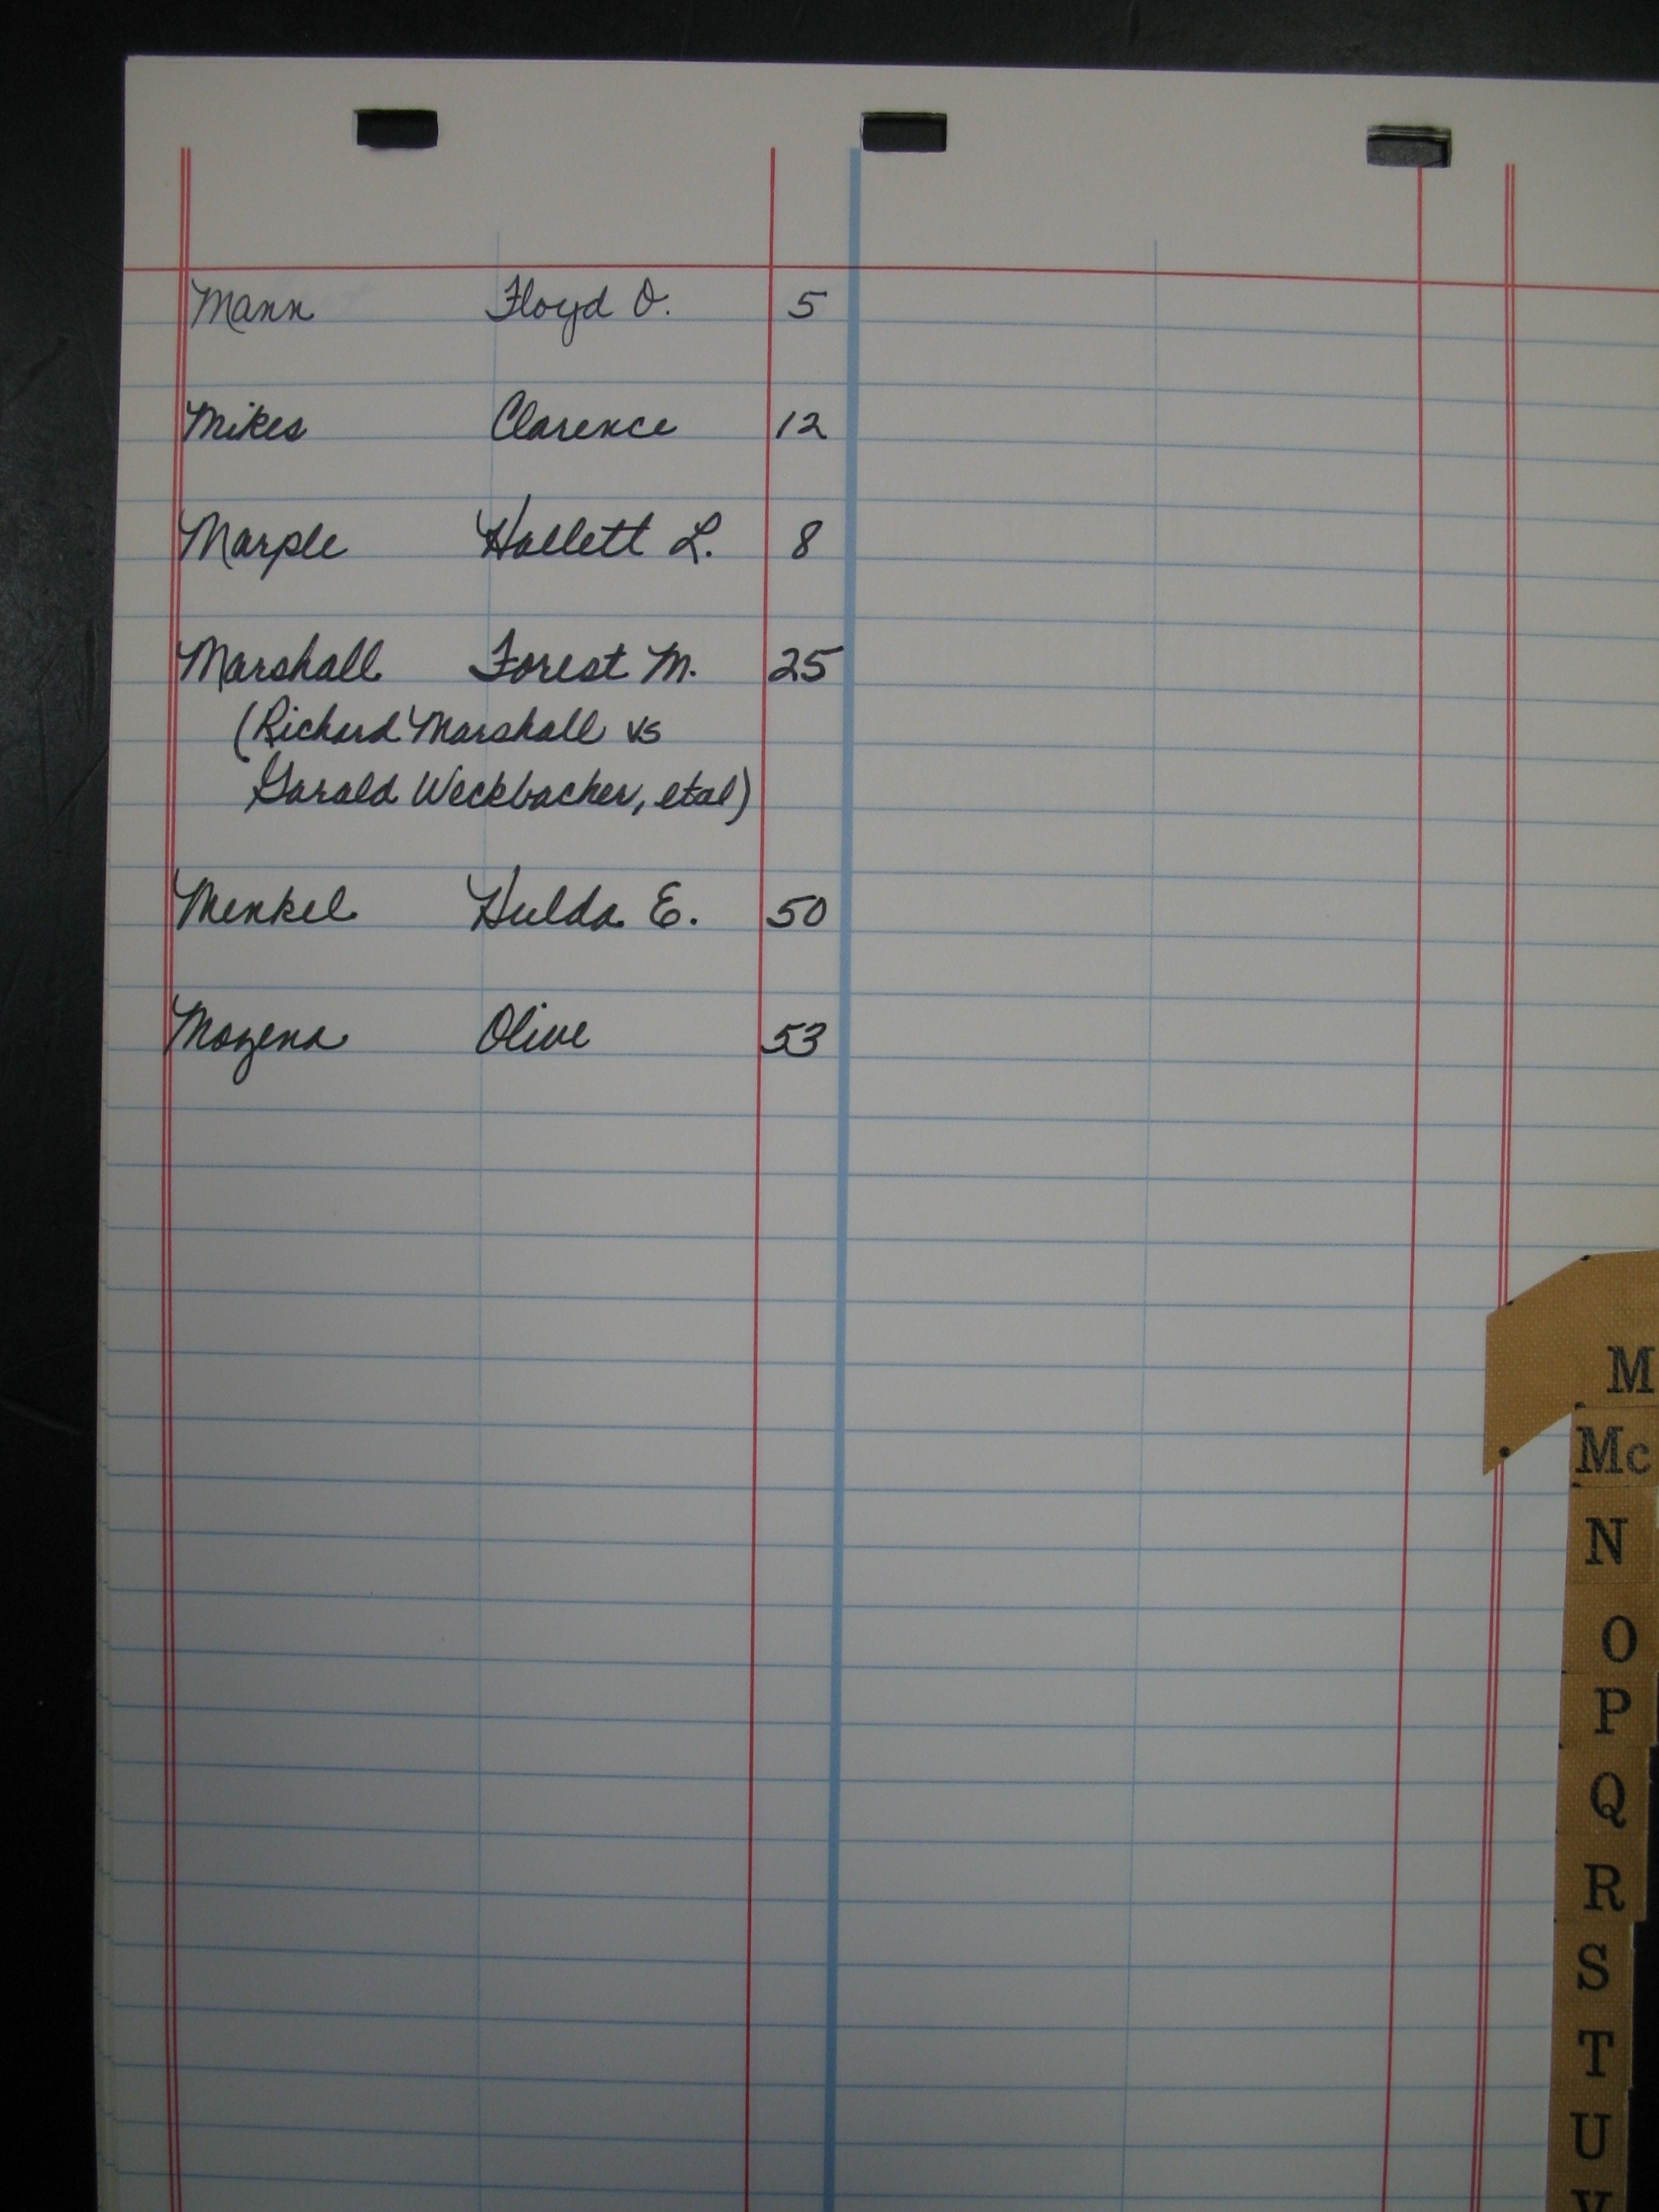 Mann Floyd O. 5
Mikes Clarence 12
Marple Hallett L. 8
Marshall Forest M. 25
(Richard Marshall vs
Garald Weckbacher, etal)
Menkel Hulda E. 50
Mozena Olive 53
M
Mc
N
O
P
Q
R
S
T
U
V